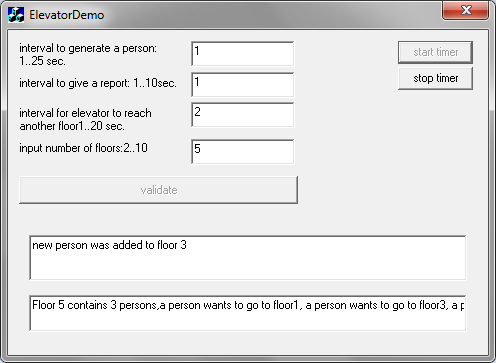 ElevatorDemo
interval to generate a person:
1..25 sec.
1
start timer
interval to give a report: 1..10sec.
1
stop timer
interval for elevator to reach
another floor1..20 sec.
2
input number of floors:2..10
5
validate
new person was added to floor 3
Floor 5 contains 3 persons,a person wants to go to floor1, a person wants to go to floor3, a p